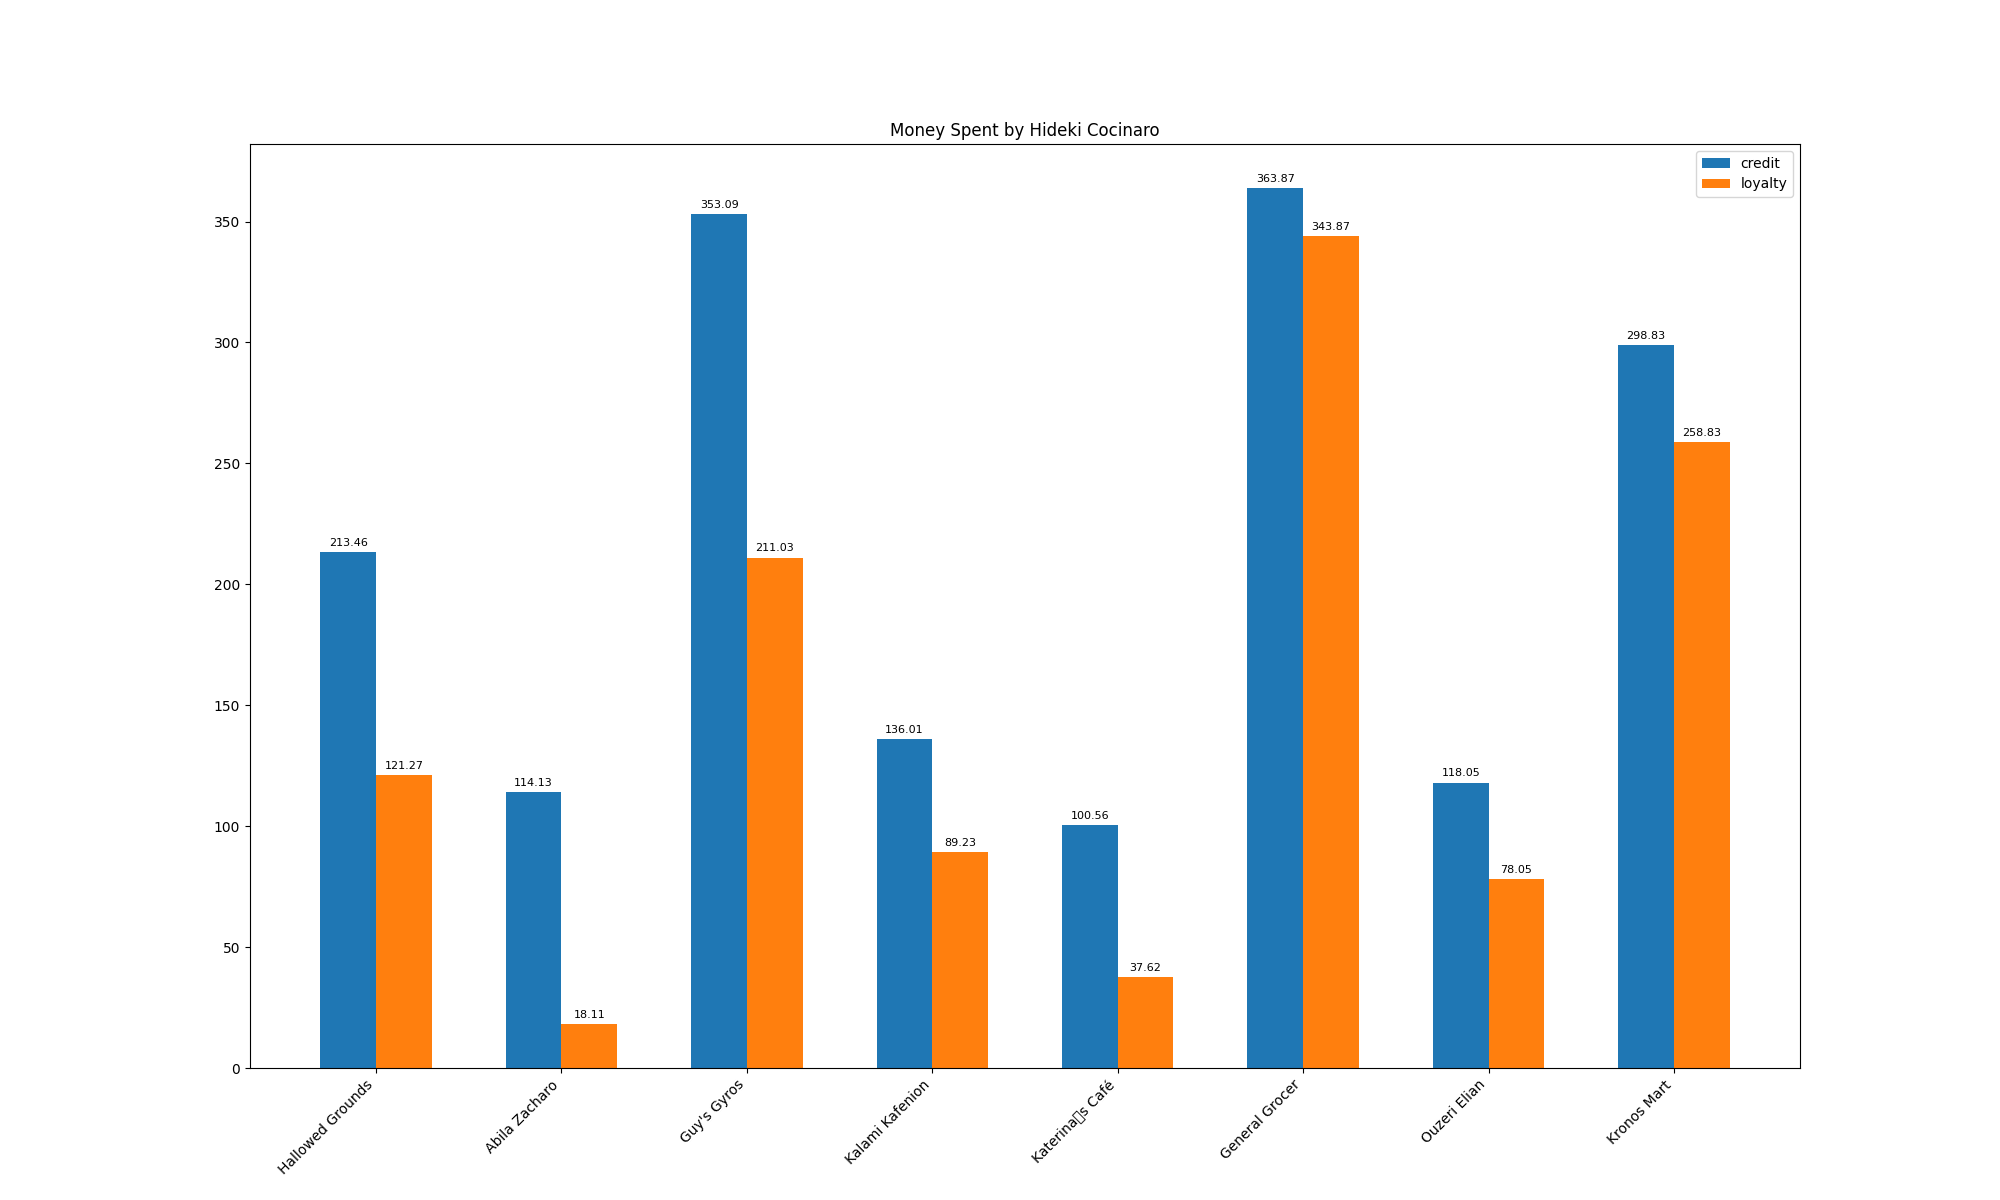 Money Spent by Hideki Cocinaro
credit
loyalty
350
300
250
200
150
100
50
0
213.46
121.27
114.13
18.11
353.09
211.03
136.01
89.23
100.56
37.62
363.87
343.87
118.05
78.05
298.83
258.83
Hallowed Grounds
Abila Zacharo
Guy's Gyros
Kalami Kafenion
Katerina▯s Café
General Grocer
Ouzeri Elian
Kronos Mart